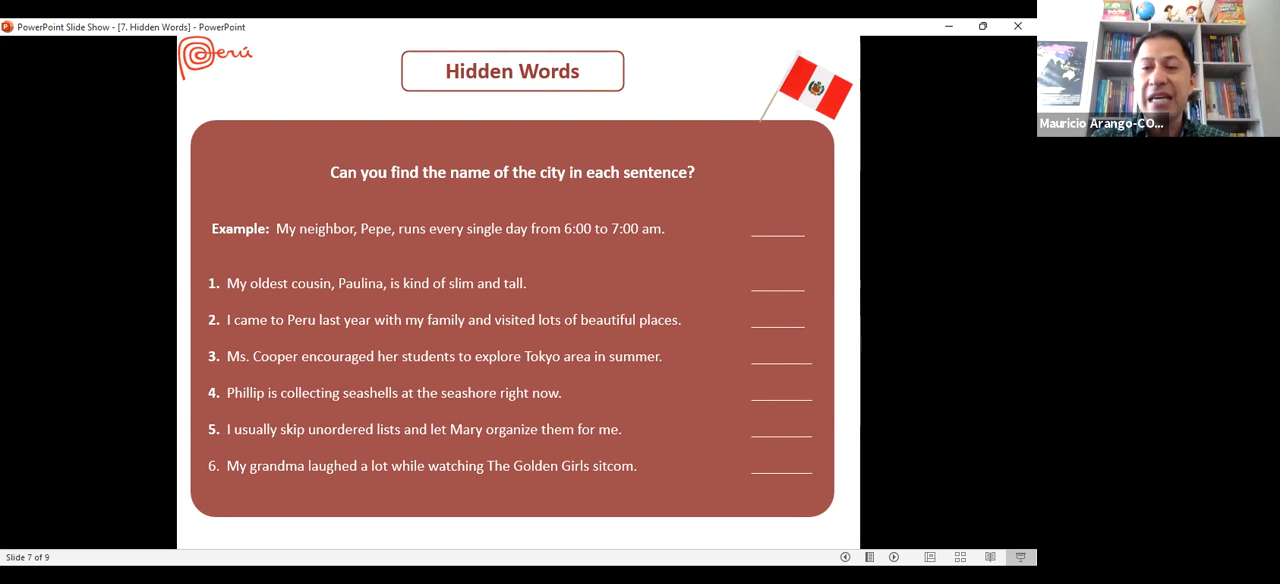 PowerPoint Slide Show - [7. Hidden Words] - PowerPoint
Perú
Hidden Words
Can you find the name of the city in each sentence?
Example: My neighbor, Pepe, runs every single day from 6:00 to 7:00 am.
1. My oldest cousin, Paulina, is kind of slim and tall.
2. I came to Peru last year with my family and visited lots of beautiful places.
3. Ms. Cooper encouraged her students to explore Tokyo area in summer.
4. Phillip is collecting seashells at the seashore right now.
5. I usually skip unordered lists and let Mary organize them for me.
6. My grandma laughed a lot while watching The Golden Girls sitcom.
Mauricio Arango-CO...
Slide 7 of 9